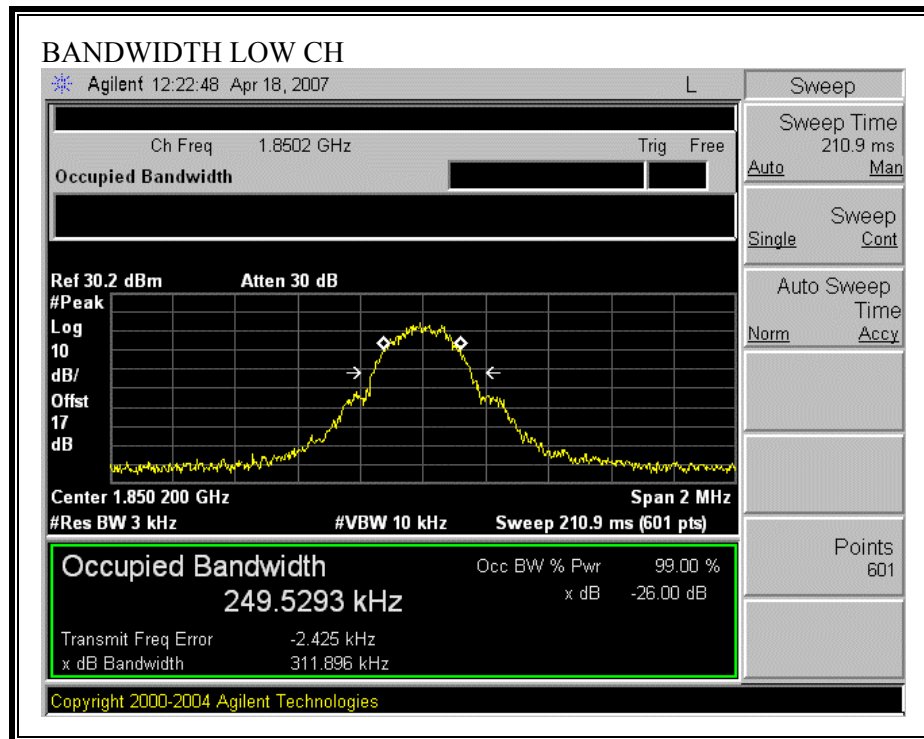 BANDWIDTH LOW CH
Agilent 12:22:48 Apr 18, 2007 L
Sweep
Ch Freq 1.8502 GHz Trig Free
Occupied Bandwidth
Sweep Time
210.9 ms
Auto Man
Sweep
Single Cont
Auto Sweep
Time
Norm Accy
Points
601
Ref 30.2 dBm Atten 30 dB
#Peak
Log
10
dB/
Offst
17
dB
Center 1.850 200 GHz Span 2 MHz
#Res BW 3 kHz #VBW 10 kHz Sweep 210.9 ms (601 pts)
Occupied Bandwidth Occ BW % Pwr 99.00 %
249.5293 kHz x dB -26.00 dB
Transmit Freq Error -2.425 kHz
x dB Bandwidth 311.896 kHz
Copyright 2000-2004 Agilent Technologies